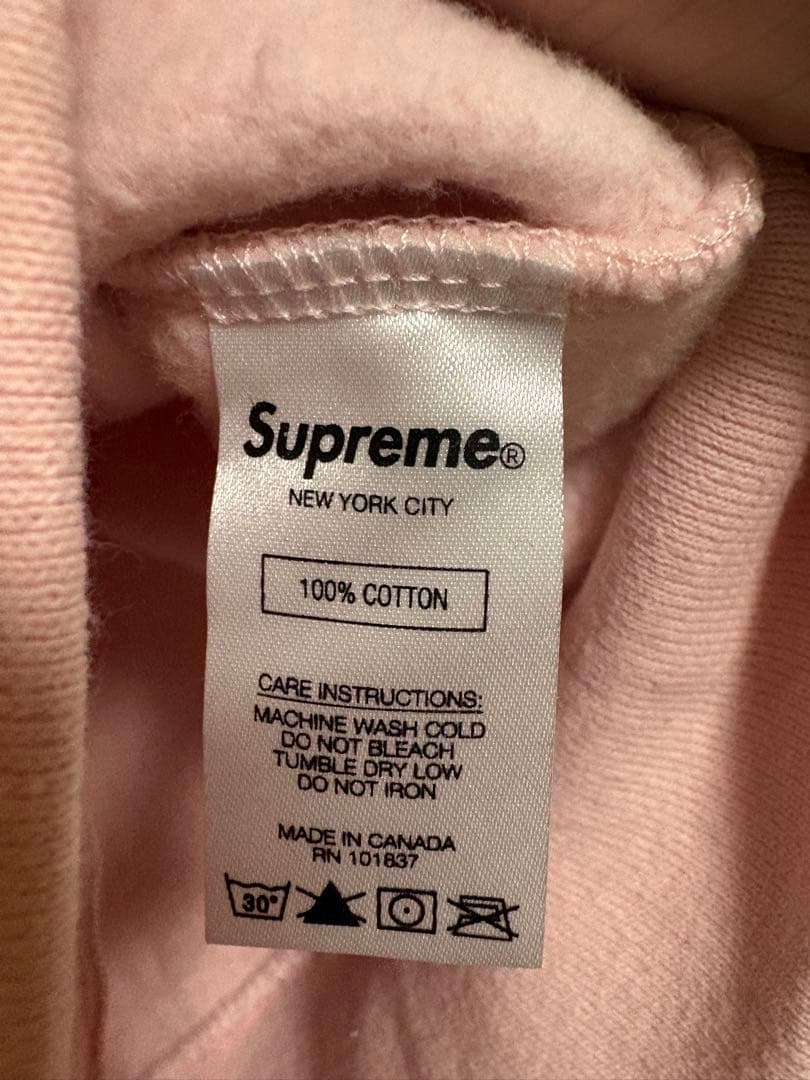 Supreme®
NEW YORK CITY
100% COTTON
CARE INSTRUCTIONS:
MACHINE WASH COLD
DO NOT BLEACH
TUMBLE DRY LOW
DO NOT IRON
MADE IN CANADA
RN 101837
30°